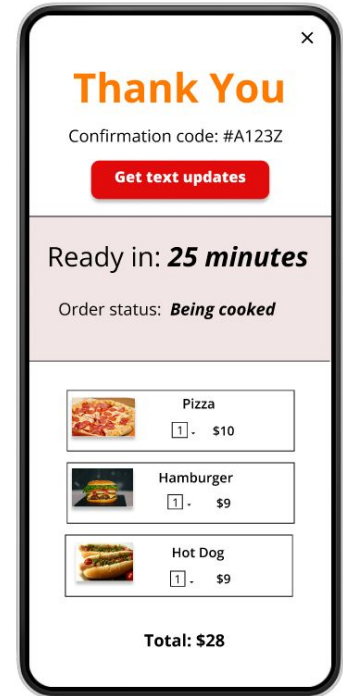 ×
Thank You
Confirmation code: #A123Z
Get text updates
Ready in: 25 minutes
Order status: Being cooked
Pizza
1 $10
Hamburger
1 $9
Hot Dog
1 $9
Total: $28